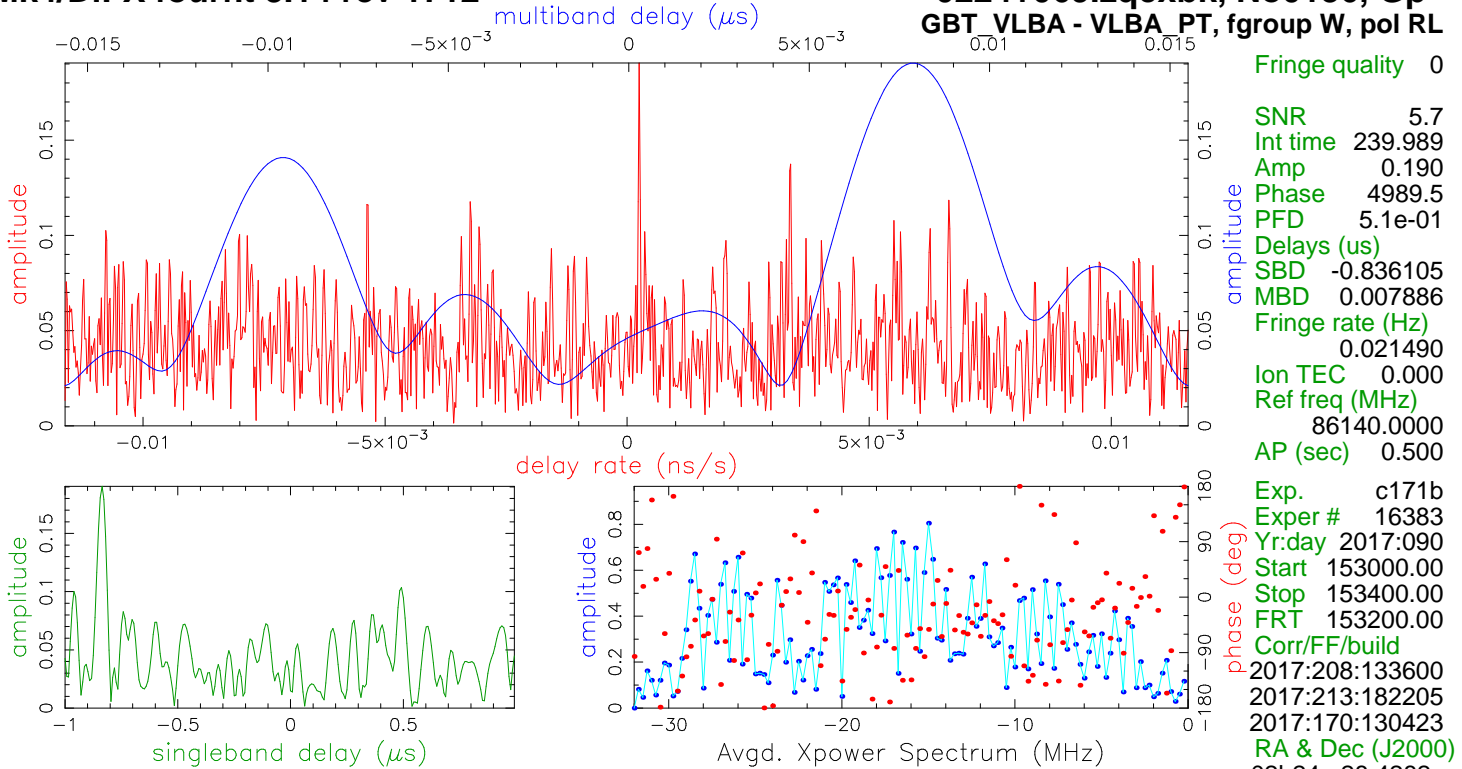 multiband delay (μs)
GBT_VLBA - VLBA_PT, fgroup W, pol RL
−0.015 −0.01 −5×10⁻³ 0 5×10⁻³ 0.01 0.015
Fringe quality 0
SNR 5.7
Int time 239.989
Amp 0.190
Phase 4989.5
PFD 5.1e-01
Delays (us)
SBD -0.836105
MBD 0.007886
Fringe rate (Hz)
0.021490
Ion TEC 0.000
Ref freq (MHz)
86140.0000
AP (sec) 0.500
Exp. c171b
Exper # 16383
Yr:day 2017:090
Start 153000.00
Stop 153400.00
FRT 153200.00
Corr/FF/build
2017:208:133600
2017:213:182205
2017:170:130423
RA & Dec (J2000)
amplitude
0 0.05 0.1 0.15
amplitude
0 0.05 0.1 0.15
−0.01 −5×10⁻³ 0 5×10⁻³ 0.01
delay rate (ns/s)
amplitude
0 0.05 0.1 0.15
−1 −0.5 0 0.5
singleband delay (μs)
amplitude
0 0.2 0.4 0.6 0.8
−30 −20 −10 0
Avgd. Xpower Spectrum (MHz)
phase (deg)
−180 −90 0 90 180